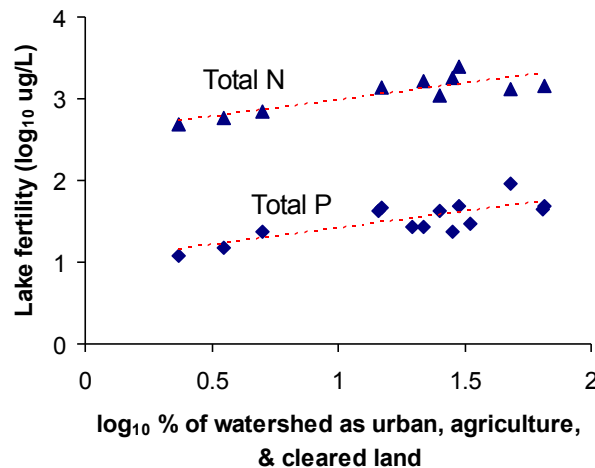 4
3
2
1
0
Lake fertility (log₁₀ ug/L)
Total N
Total P
0 0.5 1 1.5 2
log₁₀ % of watershed as urban, agriculture,
& cleared land